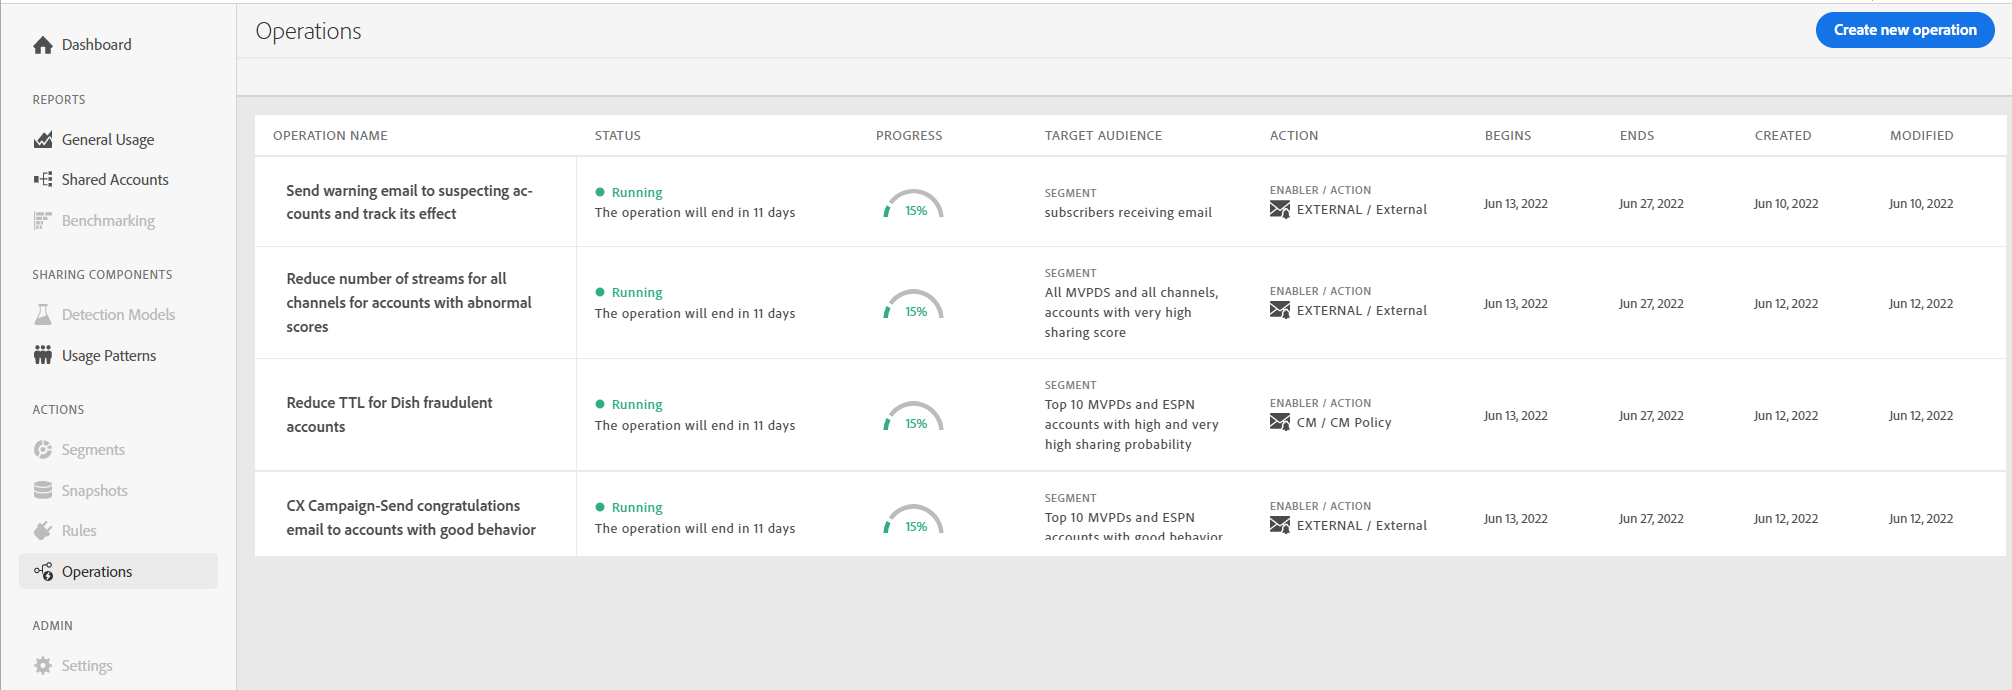 Dashboard
REPORTS
General Usage
Shared Accounts
Benchmarking
SHARING COMPONENTS
Detection Models
Usage Patterns
ACTIONS
Segments
Snapshots
Rules
Operations
ADMIN
Settings
Operations
Create new operation
OPERATION NAME STATUS PROGRESS TARGET AUDIENCE ACTION BEGINS ENDS CREATED MODIFIED
Send warning email to suspecting ac-
counts and track its effect
Running
The operation will end in 11 days
15%
SEGMENT
subscribers receiving email
ENABLER / ACTION
EXTERNAL / External
Jun 13, 2022
Jun 27, 2022
Jun 10, 2022
Jun 10, 2022
Reduce number of streams for all
channels for accounts with abnormal
scores
Running
The operation will end in 11 days
15%
SEGMENT
All MVPDS and all channels,
accounts with very high
sharing score
ENABLER / ACTION
EXTERNAL / External
Jun 13, 2022
Jun 27, 2022
Jun 12, 2022
Jun 12, 2022
Reduce TTL for Dish fraudulent
accounts
Running
The operation will end in 11 days
15%
SEGMENT
Top 10 MVPDs and ESPN
accounts with high and very
high sharing probability
ENABLER / ACTION
CM / CM Policy
Jun 13, 2022
Jun 27, 2022
Jun 12, 2022
Jun 12, 2022
CX Campaign-Send congratulations
email to accounts with good behavior
Running
The operation will end in 11 days
15%
SEGMENT
Top 10 MVPDs and ESPN
accounts with good behavior
ENABLER / ACTION
EXTERNAL / External
Jun 13, 2022
Jun 27, 2022
Jun 12, 2022
Jun 12, 2022